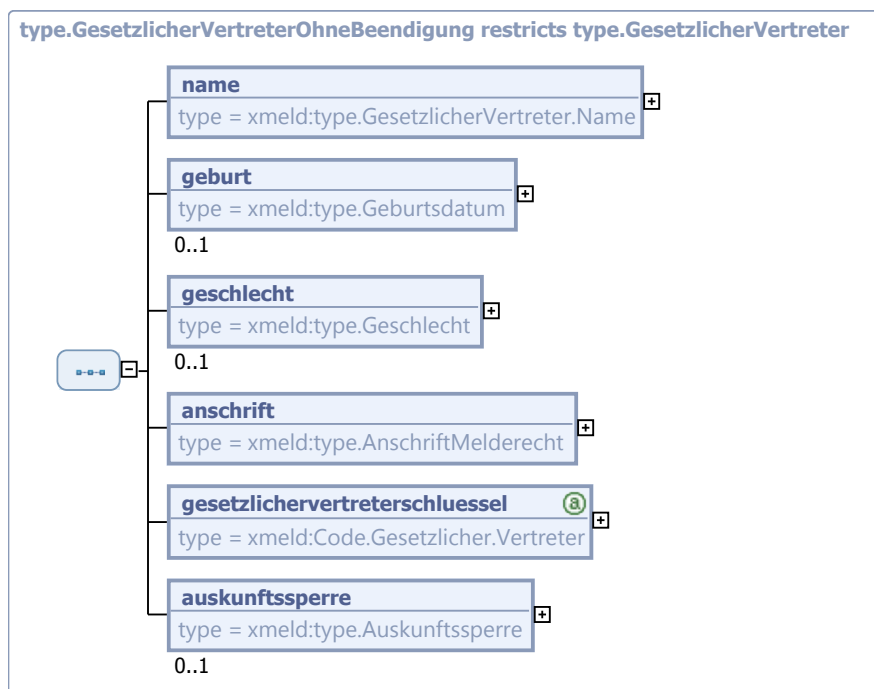 type.GesetzlicherVertreterOhneBeendigung restricts type.GesetzlicherVertreter
name
type = xmeld:type.GesetzlicherVertreter.Name
geburt
type = xmeld:type.Geburtsdatum
0..1
geschlecht
type = xmeld:type.Geschlecht
0..1
anschrift
type = xmeld:type.AnschriftMelderecht
gesetzlichervertreterschluessel a
type = xmeld:Code.Gesetzlicher.Vertreter
auskunftssperre
type = xmeld:type.Auskunftssperre
0..1